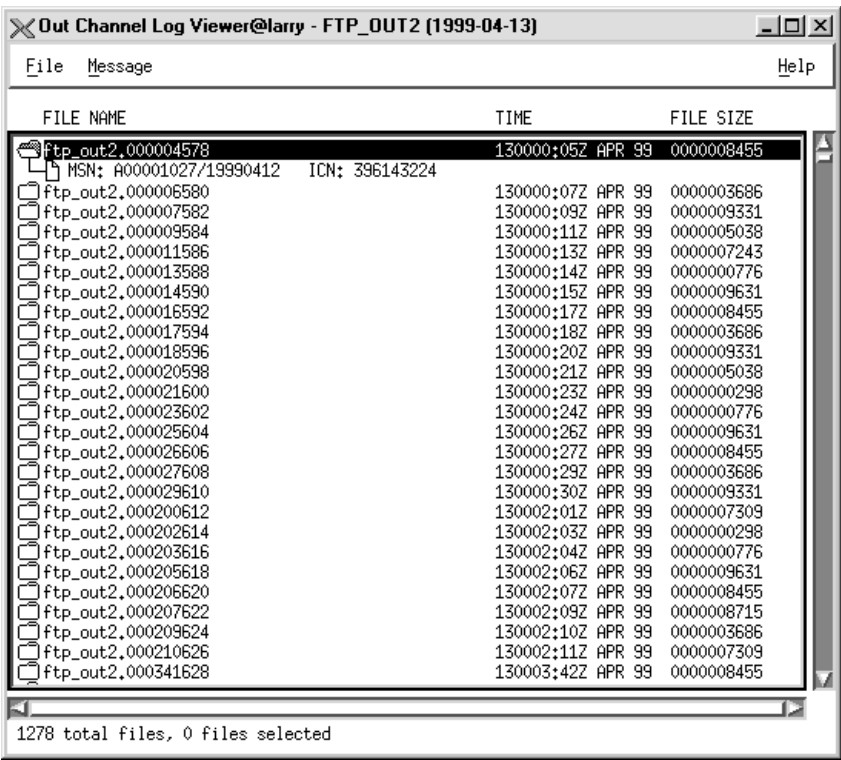 Out Channel Log Viewer@larry - FTP_OUT2 (1999-04-13)
File Message Help
FILE NAME TIME FILE SIZE
ftp_out2.000004578 130000:05Z APR 99 0000008455
MSN: A00001027/19990412 ICN: 396143224
ftp_out2.000006580 130000:07Z APR 99 0000003686
ftp_out2.000007582 130000:09Z APR 99 0000009331
ftp_out2.000009584 130000:11Z APR 99 0000005038
ftp_out2.000011586 130000:13Z APR 99 0000007243
ftp_out2.000013588 130000:14Z APR 99 0000000776
ftp_out2.000014590 130000:15Z APR 99 0000009631
ftp_out2.000016592 130000:17Z APR 99 0000008455
ftp_out2.000017594 130000:18Z APR 99 0000003686
ftp_out2.000018596 130000:20Z APR 99 0000009331
ftp_out2.000020598 130000:21Z APR 99 0000005038
ftp_out2.000021600 130000:23Z APR 99 0000000298
ftp_out2.000023602 130000:24Z APR 99 0000000776
ftp_out2.000025604 130000:26Z APR 99 0000009631
ftp_out2.000026606 130000:27Z APR 99 0000008455
ftp_out2.000027608 130000:29Z APR 99 0000003686
ftp_out2.000029610 130000:30Z APR 99 0000009331
ftp_out2.000200612 130002:01Z APR 99 0000007309
ftp_out2.000202614 130002:03Z APR 99 0000000298
ftp_out2.000203616 130002:04Z APR 99 0000000776
ftp_out2.000205618 130002:06Z APR 99 0000009631
ftp_out2.000206620 130002:07Z APR 99 0000008455
ftp_out2.000207622 130002:09Z APR 99 0000008715
ftp_out2.000209624 130002:10Z APR 99 0000003686
ftp_out2.000210626 130002:11Z APR 99 0000007309
ftp_out2.000341628 130003:42Z APR 99 0000008455
1278 total files, 0 files selected